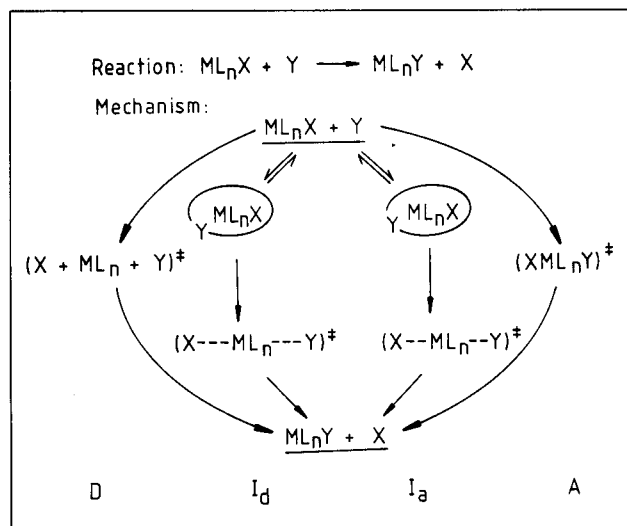 Reaction: MLnX + Y → MLnY + X
Mechanism:
MLnX + Y
Y MLnX
Y MLnX
(X + MLn + Y)‡
(XMLnY)‡
(X---MLn---Y)‡
(X--MLn--Y)‡
MLnY + X
D Id Ia A